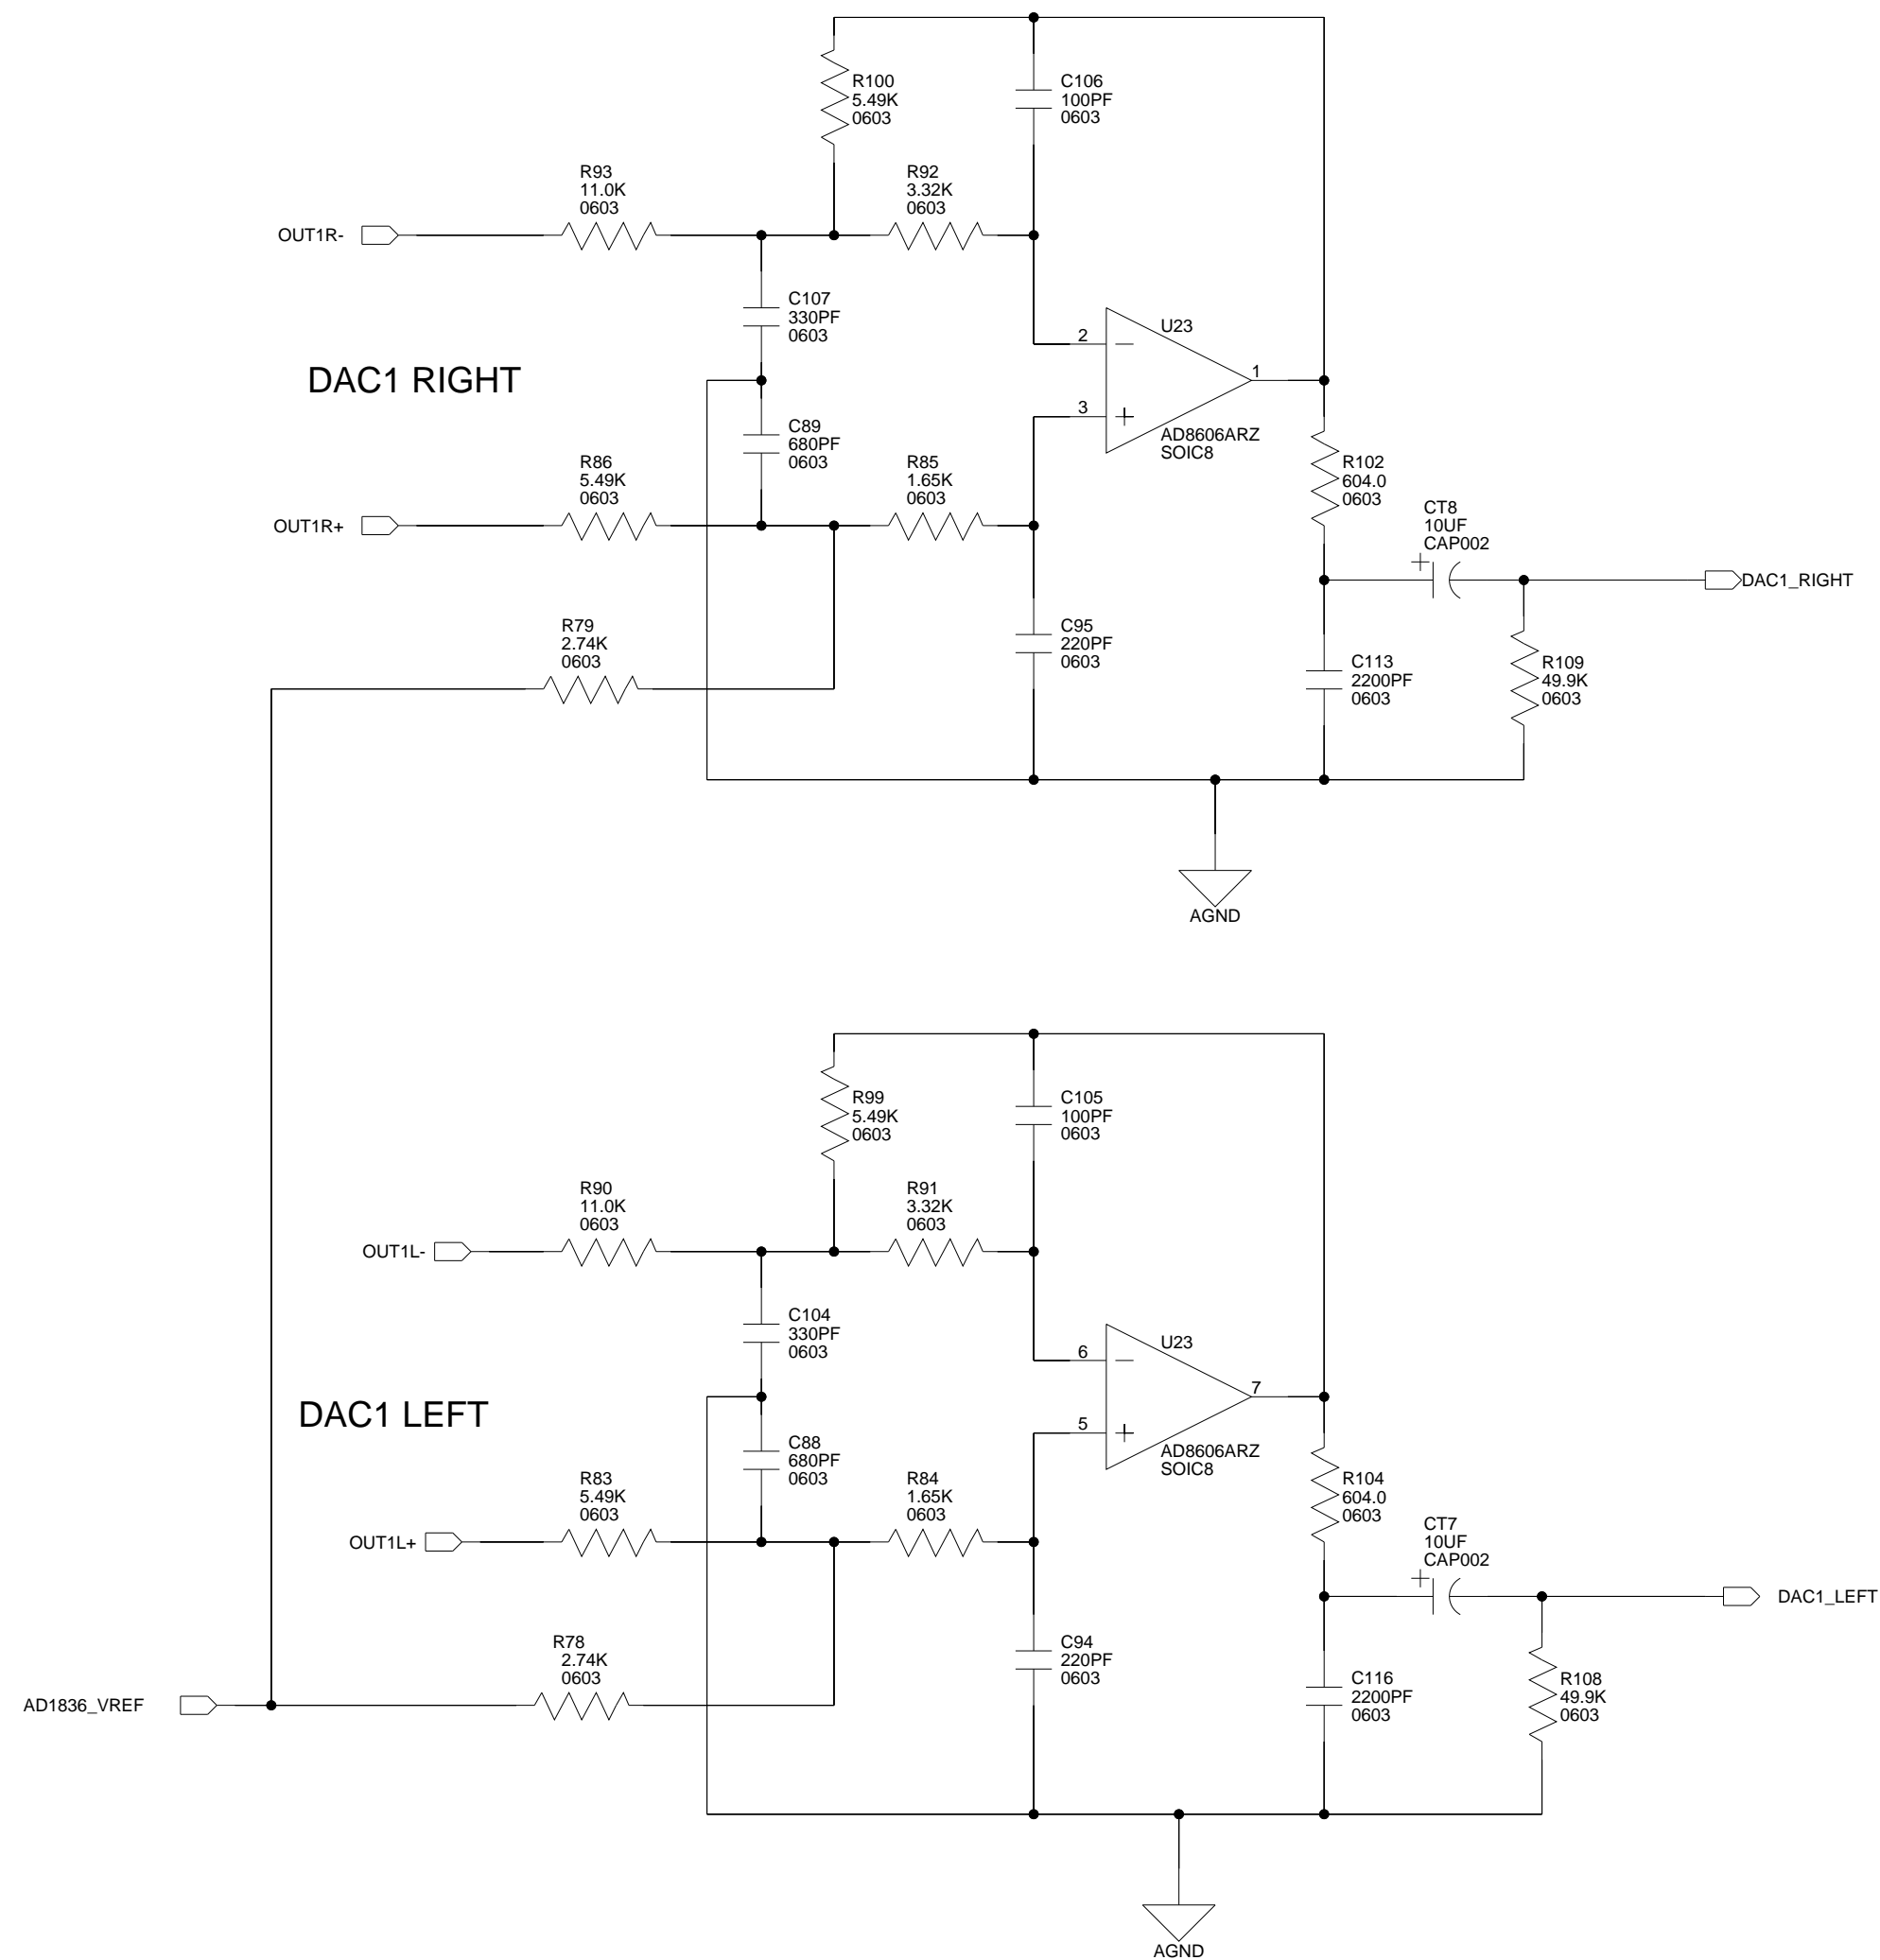 R100
5.49K
0603
C106
100PF
0603
R93
11.0K
0603
R92
3.32K
0603
OUT1R-
C107
330PF
0603
U23
2
DAC1 RIGHT
1
3
C89
680PF
0603
AD8606ARZ
SOIC8
R86
5.49K
0603
R85
1.65K
0603
R102
604.0
0603
OUT1R+
CT8
10UF
CAP002
DAC1_RIGHT
R79
2.74K
0603
C95
220PF
0603
C113
2200PF
0603
R109
49.9K
0603
AGND
R99
5.49K
0603
C105
100PF
0603
R90
11.0K
0603
R91
3.32K
0603
OUT1L-
C104
330PF
0603
U23
6
7
DAC1 LEFT
5
C88
680PF
0603
AD8606ARZ
SOIC8
R83
5.49K
0603
R84
1.65K
0603
R104
604.0
0603
OUT1L+
CT7
10UF
CAP002
DAC1_LEFT
R78
2.74K
0603
C94
220PF
0603
C116
2200PF
0603
R108
49.9K
0603
AD1836_VREF
AGND